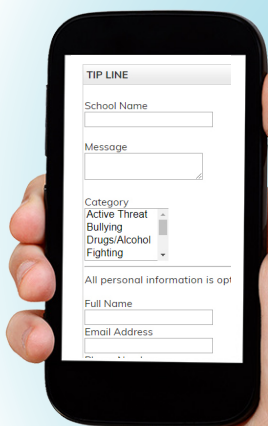 TIP LINE
School Name
Message
Category
Active Threat
Bullying
Drugs/Alcohol
Fighting
All personal information is opt
Full Name
Email Address